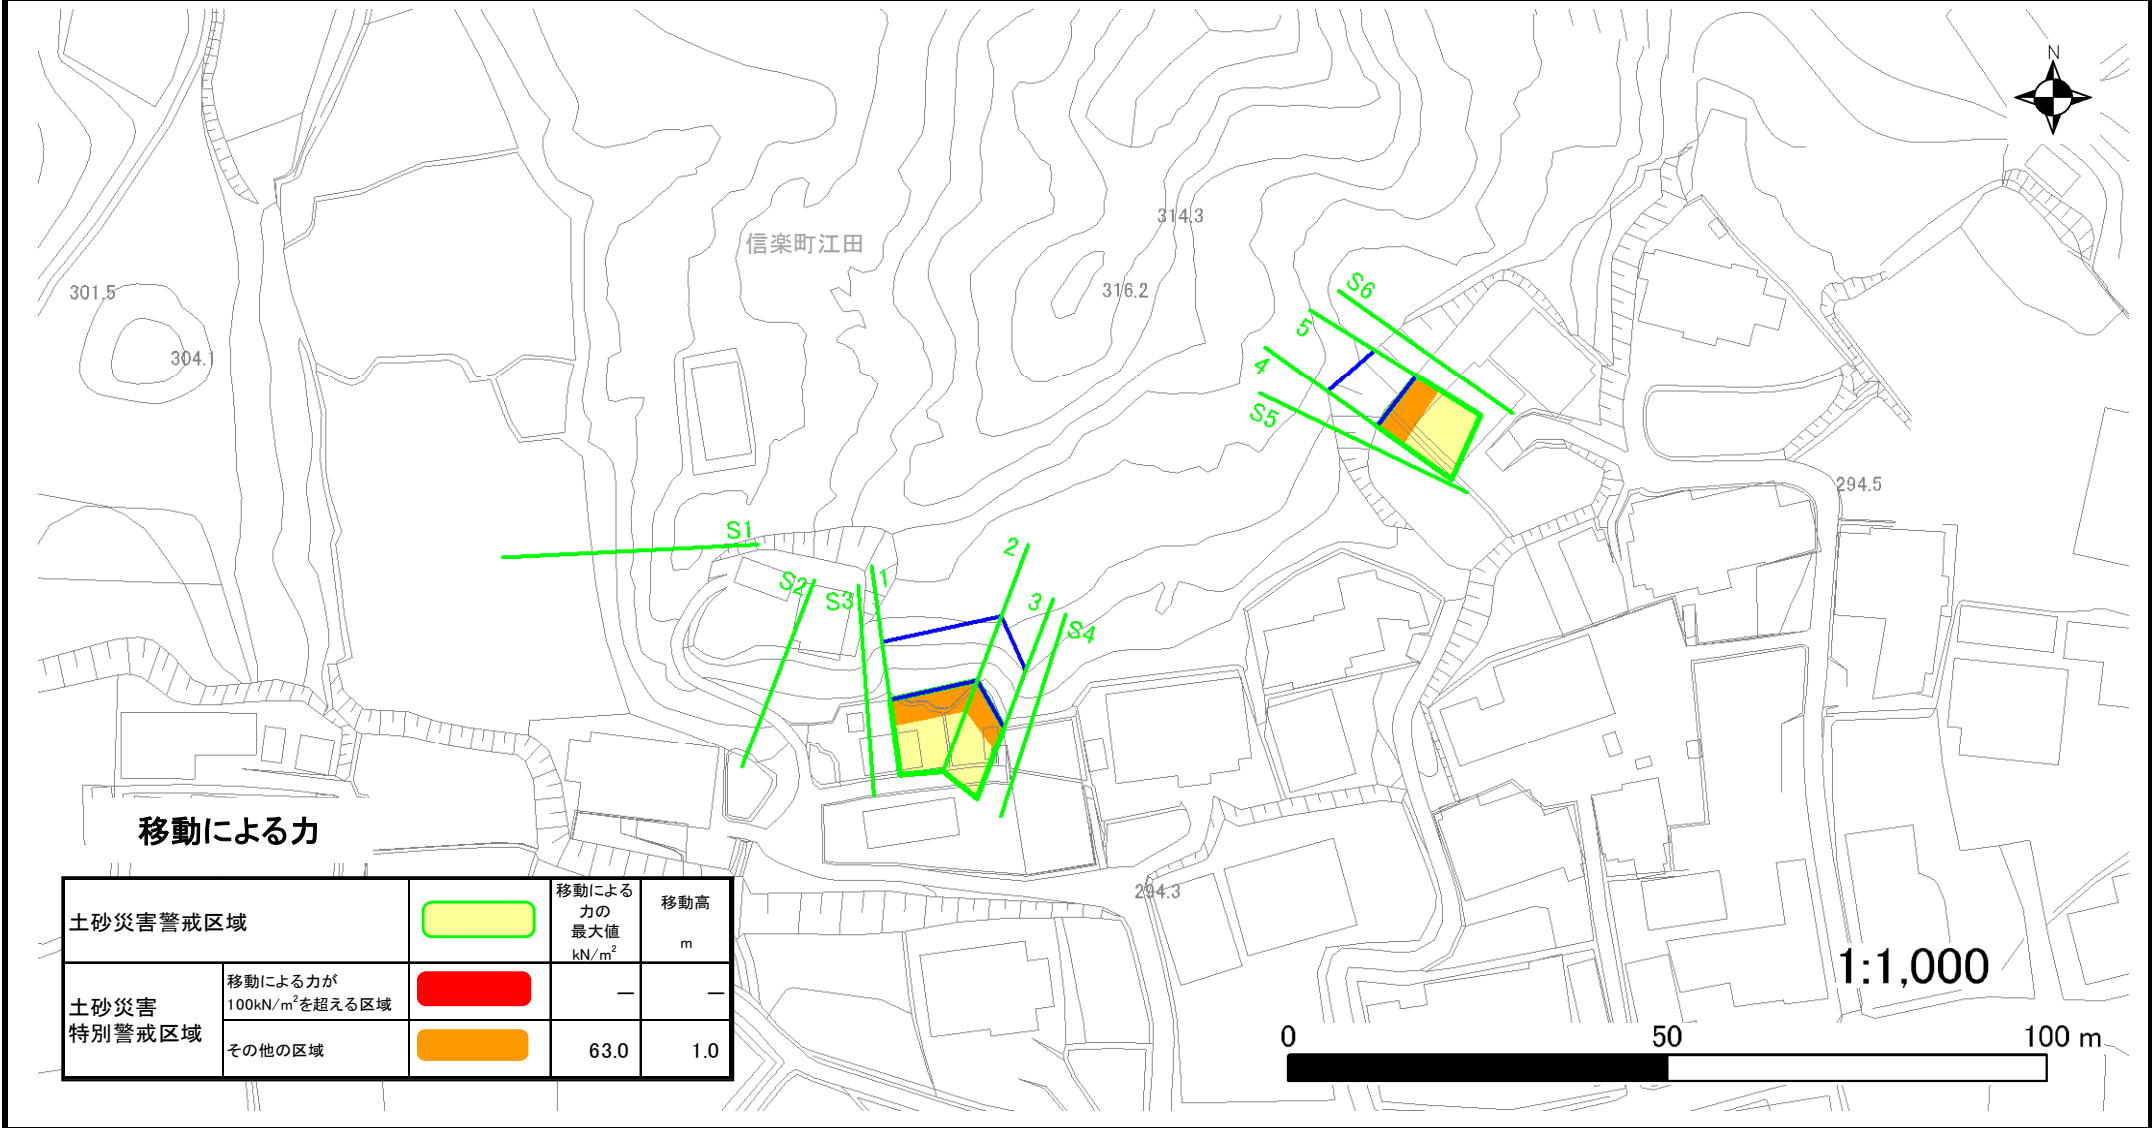 N
314.3
信楽町江田
316.2
301.5
304.1
S6
5
4
S5
294.5
S1
2
S2
1
S3
3
S4
移動による力
294.3
土砂災害警戒区域
移動による
力の
最大値
kN/m²
移動高
m
土砂災害
特別警戒区域
移動による力が
100kN/m²を超える区域
―
―
その他の区域
63.0
1.0
1:1,000
0
50
100 m